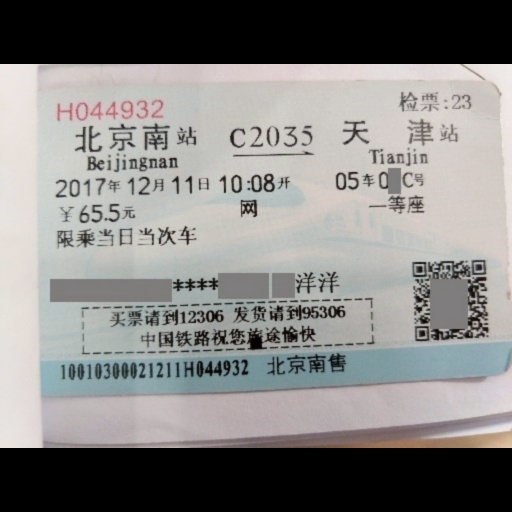 H044932 检票:23
北京南站 C2035 天津站
Beijingnan Tianjin
2017年12月11日10:08开 05车0 C号
￥65.5元 网 一等座
限乘当日当次车
**** 洋洋
买票请到12306 发货请到95306
中国铁路祝您旅途愉快
10010300021211H044932 北京南售